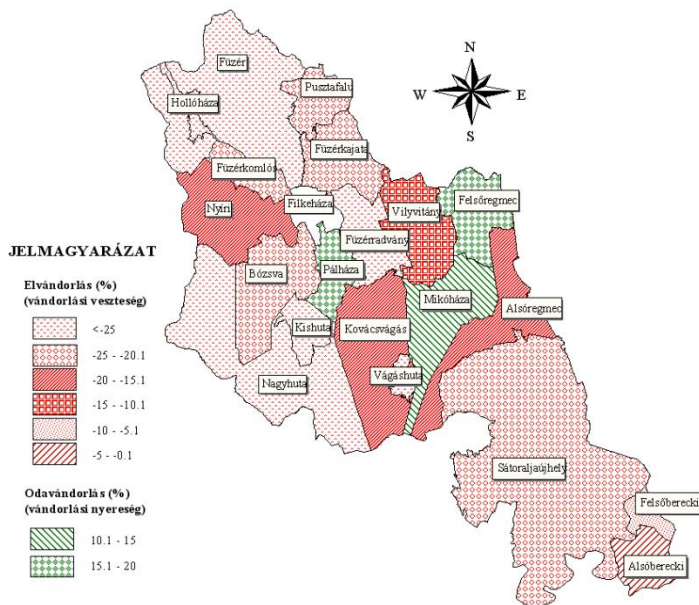 Füzér
Pusztafalu
N
W
E
S
Hollóháza
Füzérkajata
Füzérkomlós
Nyíri
Filkeháza
Vilyvitány
Felsőregmec
Füzérradvány
Pálháza
Bózsva
Mikóháza
Alsóregmec
Kishuta
Kovácsvágás
Vágáshuta
Nagyhuta
Sátoraljaújhely
Felsőberecki
Alsóberecki
JELMAGYARÁZAT
Elvándorlás (%)
(vándorlási veszteség)
<-25
-25 - -20.1
-20 - -15.1
-15 - -10.1
-10 - -5.1
-5 - -0.1
Odavándorlás (%)
(vándorlási nyereség)
10.1 - 15
15.1 - 20